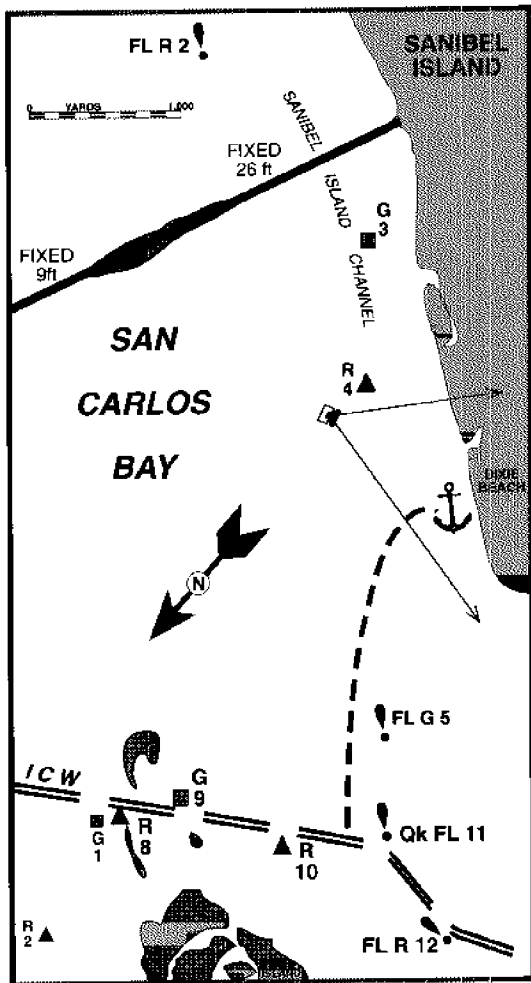 FL R 2
SANIBEL
ISLAND
0 YARDS 1,000
SANIBEL
ISLAND
CHANNEL
FIXED
26 ft
G
3
FIXED
9ft
SAN
CARLOS
BAY
R
4
DIXIE
BEACH
N
FL G 5
ICW
G
9
G
1
R
8
R
10
Qk FL 11
R
2
FL R 12